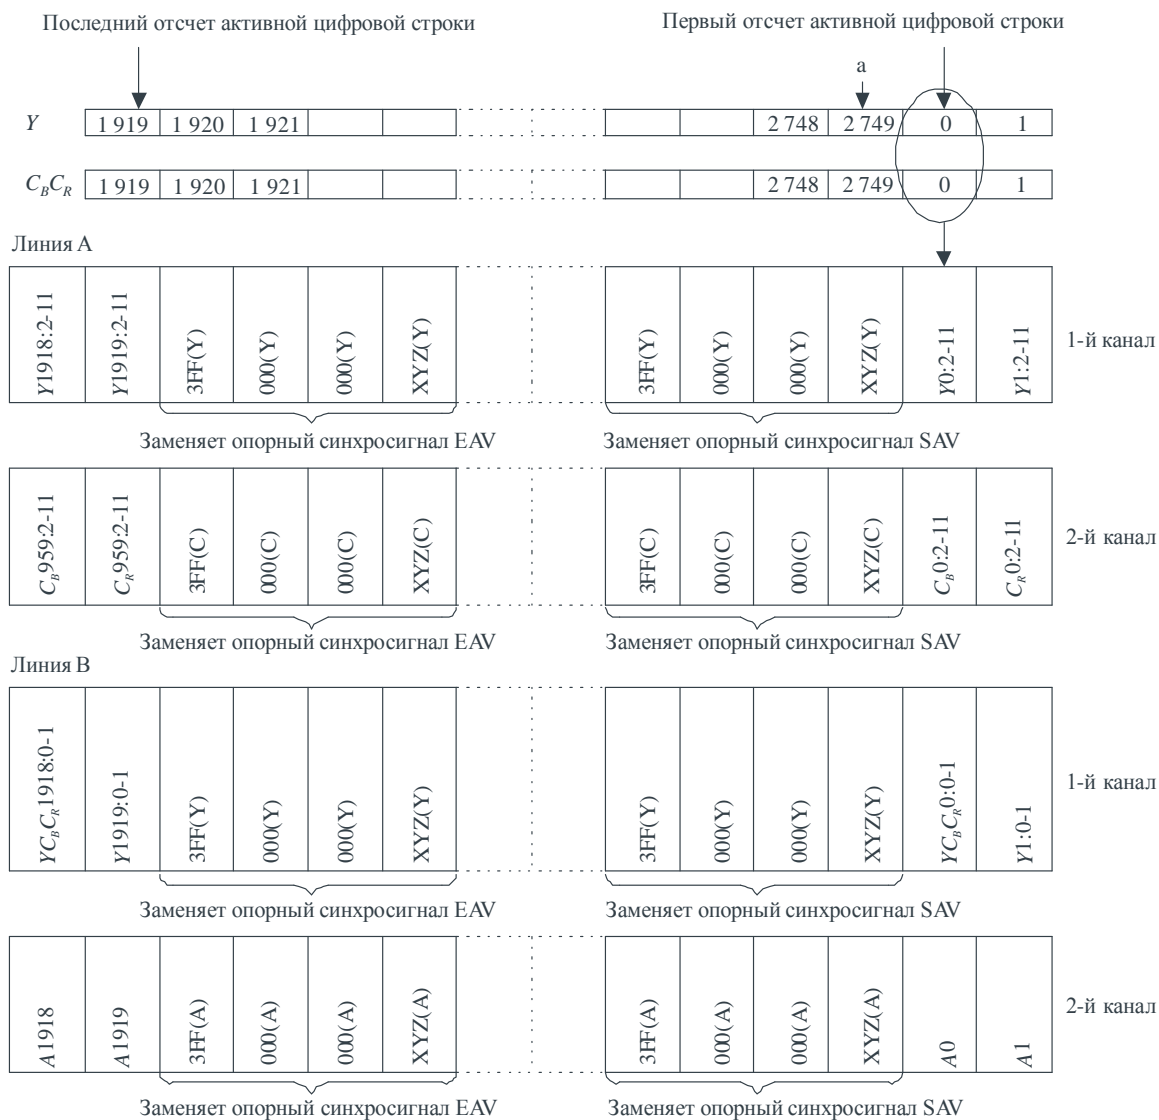 Последний отсчет активной цифровой строки
Первый отсчет активной цифровой строки
a
Y 1 919 1 920 1 921 2 748 2 749 0 1
C_BC_R 1 919 1 920 1 921 2 748 2 749 0 1
Линия A
Y1918:2-11 Y1919:2-11 3FF(Y) 000(Y) 000(Y) XYZ(Y) 3FF(Y) 000(Y) 000(Y) XYZ(Y) Y0:2-11 Y1:2-11 1-й канал
Заменяет опорный синхросигнал EAV Заменяет опорный синхросигнал SAV
C_B959:2-11 C_R959:2-11 3FF(C) 000(C) 000(C) XYZ(C) 3FF(C) 000(C) 000(C) XYZ(C) C_B0:2-11 C_R0:2-11 2-й канал
Заменяет опорный синхросигнал EAV Заменяет опорный синхросигнал SAV
Линия B
YC_BC_R1918:0-1 Y1919:0-1 3FF(Y) 000(Y) 000(Y) XYZ(Y) 3FF(Y) 000(Y) 000(Y) XYZ(Y) YC_BC_R0:0-1 Y1:0-1 1-й канал
Заменяет опорный синхросигнал EAV Заменяет опорный синхросигнал SAV
A1918 A1919 3FF(A) 000(A) 000(A) XYZ(A) 3FF(A) 000(A) 000(A) XYZ(A) A0 A1 2-й канал
Заменяет опорный синхросигнал EAV Заменяет опорный синхросигнал SAV